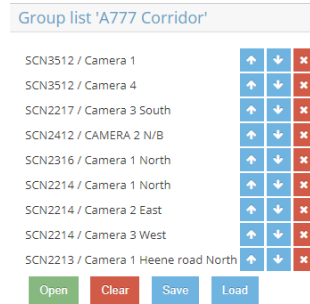 Group list 'A777 Corridor'
SCN3512 / Camera 1
SCN3512 / Camera 4
SCN2217 / Camera 3 South
SCN2412 / CAMERA 2 N/B
SCN2316 / Camera 1 North
SCN2214 / Camera 1 North
SCN2214 / Camera 2 East
SCN2214 / Camera 3 West
SCN2213 / Camera 1 Heene road North
Open Clear Save Load